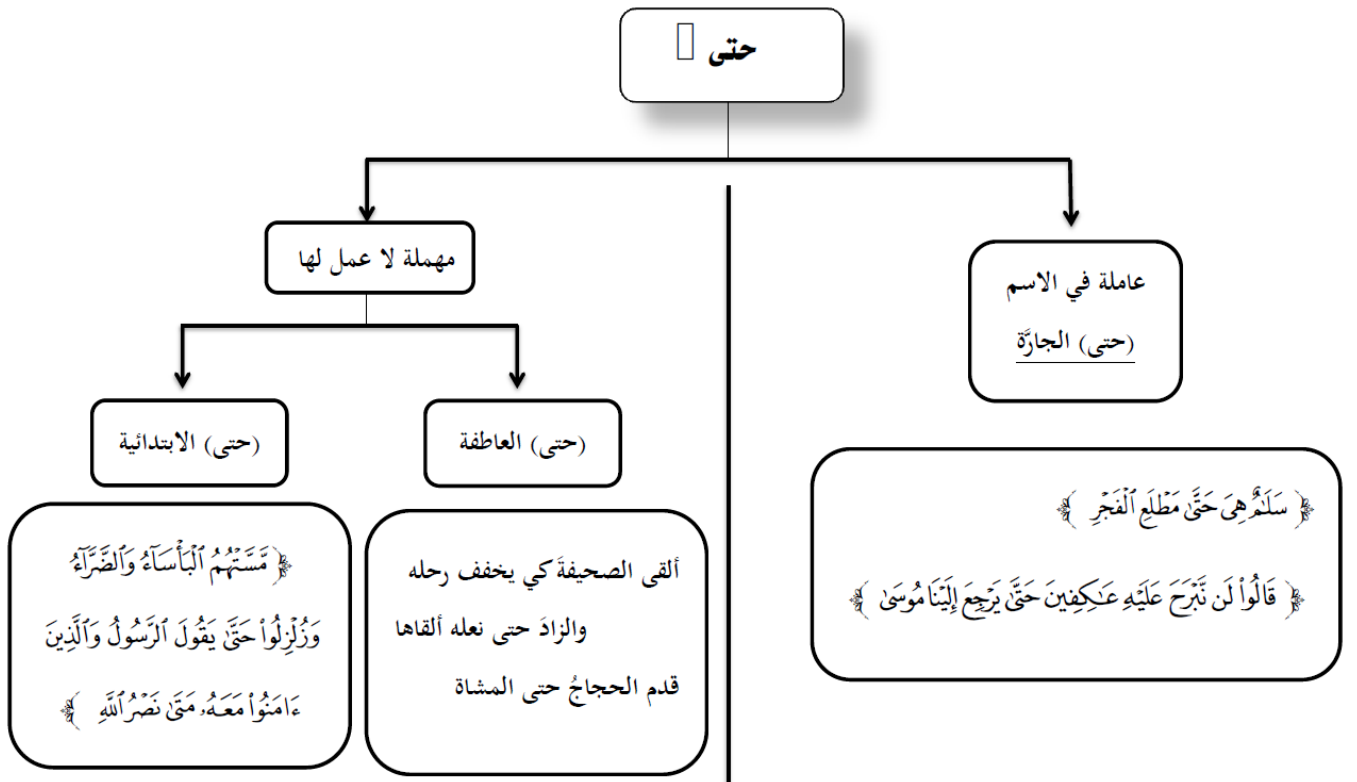 حتى
عاملة في الاسم
(حتى) الجارَّة
﴿ سَلَٰمٌ هِىَ حَتَّىٰ مَطْلَعِ ٱلْفَجْرِ ﴾
﴿ قَالُوا۟ لَن نَّبْرَحَ عَلَيْهِ عَٰكِفِينَ حَتَّىٰ يَرْجِعَ إِلَيْنَا مُوسَىٰ ﴾
مهملة لا عمل لها
(حتى) العاطفة
ألقى الصحيفةَ كي يخفف رحله
والزادَ حتى نعله ألقاها
قدم الحجاجُ حتى المشاة
(حتى) الابتدائية
﴿ مَّسَّتْهُمُ ٱلْبَأْسَآءُ وَٱلضَّرَّآءُ
وَزُلْزِلُوا۟ حَتَّىٰ يَقُولَ ٱلرَّسُولُ وَٱلَّذِينَ
ءَامَنُوا۟ مَعَهُۥ مَتَىٰ نَصْرُ ٱللَّهِ ﴾